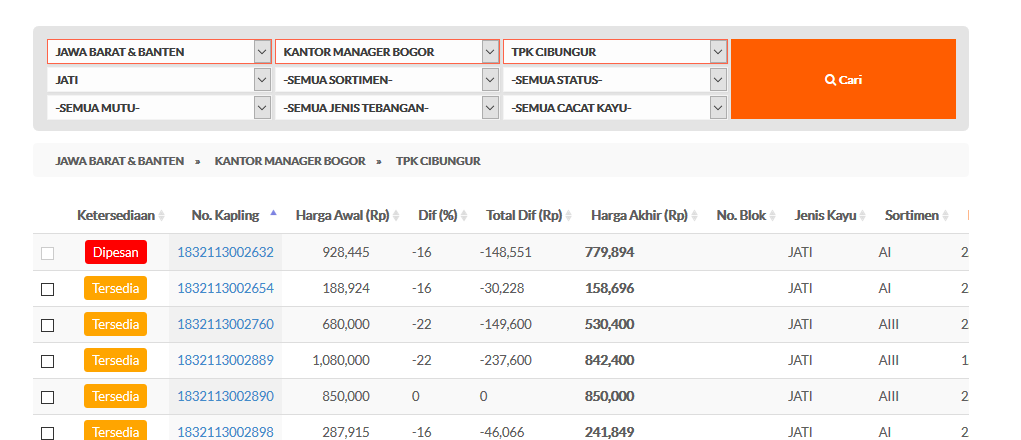 JAWA BARAT & BANTEN KANTOR MANAGER BOGOR TPK CIBUNGUR
JATI -SEMUA SORTIMEN- -SEMUA STATUS- Cari
-SEMUA MUTU- -SEMUA JENIS TEBANGAN- -SEMUA CACAT KAYU-
JAWA BARAT & BANTEN » KANTOR MANAGER BOGOR » TPK CIBUNGUR
Ketersediaan No. Kapling Harga Awal (Rp) Dif (%) Total Dif (Rp) Harga Akhir (Rp) No. Blok Jenis Kayu Sortimen
Dipesan 1832113002632 928,445 -16 -148,551 779,894 JATI AI 2
Tersedia 1832113002654 188,924 -16 -30,228 158,696 JATI AI 2
Tersedia 1832113002760 680,000 -22 -149,600 530,400 JATI AIII 2
Tersedia 1832113002889 1,080,000 -22 -237,600 842,400 JATI AIII 1
Tersedia 1832113002890 850,000 0 0 850,000 JATI AIII 2
Tersedia 1832113002898 287,915 -16 -46,066 241,849 JATI AI 2